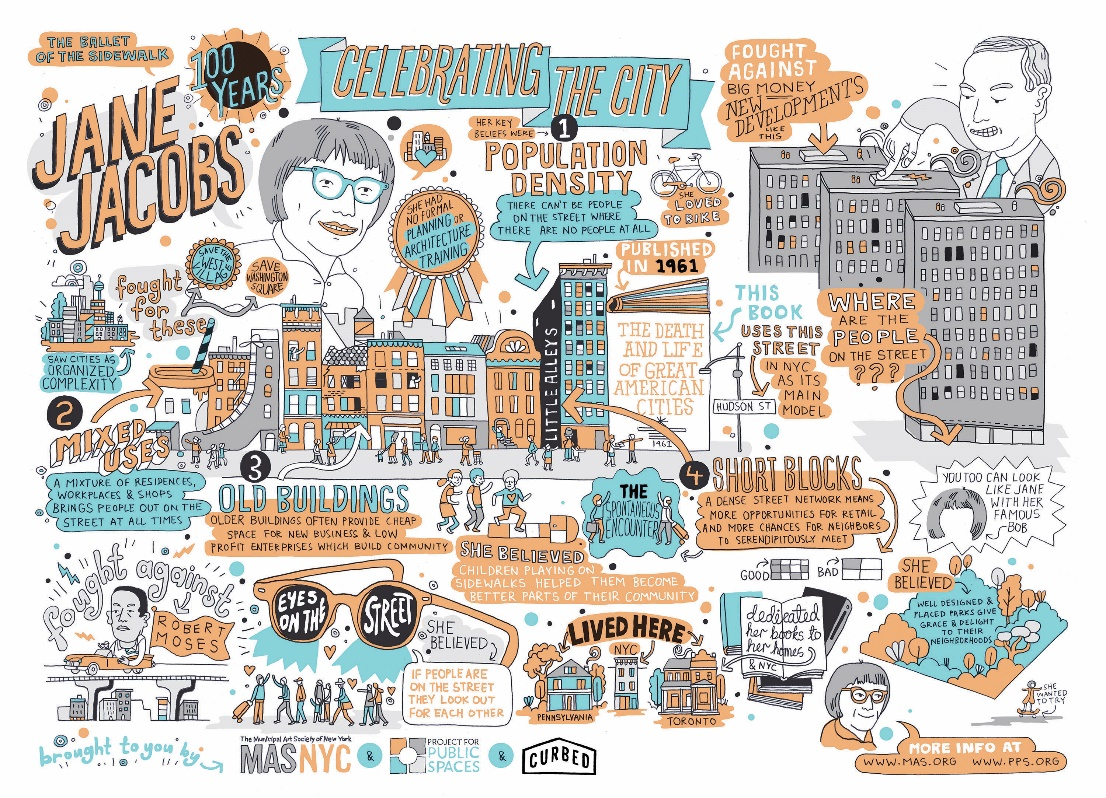 THE BALLET
OF THE SIDEWALK
JANE
JACOBS
100
YEARS
CELEBRATING
THE CITY
HER KEY
BELIEFS WERE
1
POPULATION
DENSITY
THERE CAN'T BE PEOPLE
ON THE STREET WHERE
THERE ARE NO PEOPLE AT ALL
SHE
LOVED
TO BIKE
SHE HAD
NO FORMAL
PLANNING OR
ARCHITECTURE
TRAINING
FOUGHT
AGAINST
BIG MONEY
NEW
DEVELOPMENTS
LIKE
THIS
fought
for
these
SAVE THE
WEST
VILLAGE
SAVE
WASHINGTON
SQUARE
SAW CITIES AS
ORGANIZED
COMPLEXITY
PUBLISHED
IN 1961
THE DEATH
AND LIFE
OF GREAT
AMERICAN
CITIES
1961
THIS
BOOK
USES THIS
STREET
IN NYC
AS ITS
MAIN
MODEL
HUDSON ST
WHERE
ARE THE
PEOPLE
ON THE STREET
???
LITTLE ALLEYS
2
MIXED
USES
A MIXTURE OF RESIDENCES,
WORKPLACES & SHOPS
BRINGS PEOPLE OUT ON THE
STREET AT ALL TIMES
3
OLD BUILDINGS
OLDER BUILDINGS OFTEN PROVIDE CHEAP
SPACE FOR NEW BUSINESS & LOW
PROFIT ENTERPRISES WHICH BUILD COMMUNITY
SHE BELIEVED
CHILDREN PLAYING ON
SIDEWALKS HELPED THEM BECOME
BETTER PARTS OF THEIR COMMUNITY
THE
SPONTANEOUS
ENCOUNTER
4
SHORT BLOCKS
A DENSE STREET NETWORK MEANS
MORE OPPORTUNITIES FOR RETAIL
AND MORE CHANCES FOR NEIGHBORS
TO SERENDIPITOUSLY MEET
GOOD
BAD
YOU TOO CAN LOOK
LIKE JANE
WITH HER
FAMOUS
BOB
fought against
ROBERT
MOSES
EYES
ON THE
STREET
SHE
BELIEVED
IF PEOPLE ARE
ON THE STREET
THEY LOOK OUT
FOR EACH OTHER
LIVED HERE
NYC
PENNSYLVANIA
TORONTO
dedicated
her books to
her homes
& NYC
SHE
BELIEVED
WELL DESIGNED &
PLACED PARKS GIVE
GRACE & DELIGHT
TO THEIR
NEIGHBORHOODS
SHE
WANTED
TO TRY
brought to you by
The Municipal Art Society of New York
MASNYC
&
PROJECT FOR
PUBLIC
SPACES
&
CURBED
MORE INFO AT
WWW.MAS.ORG WWW.PPS.ORG